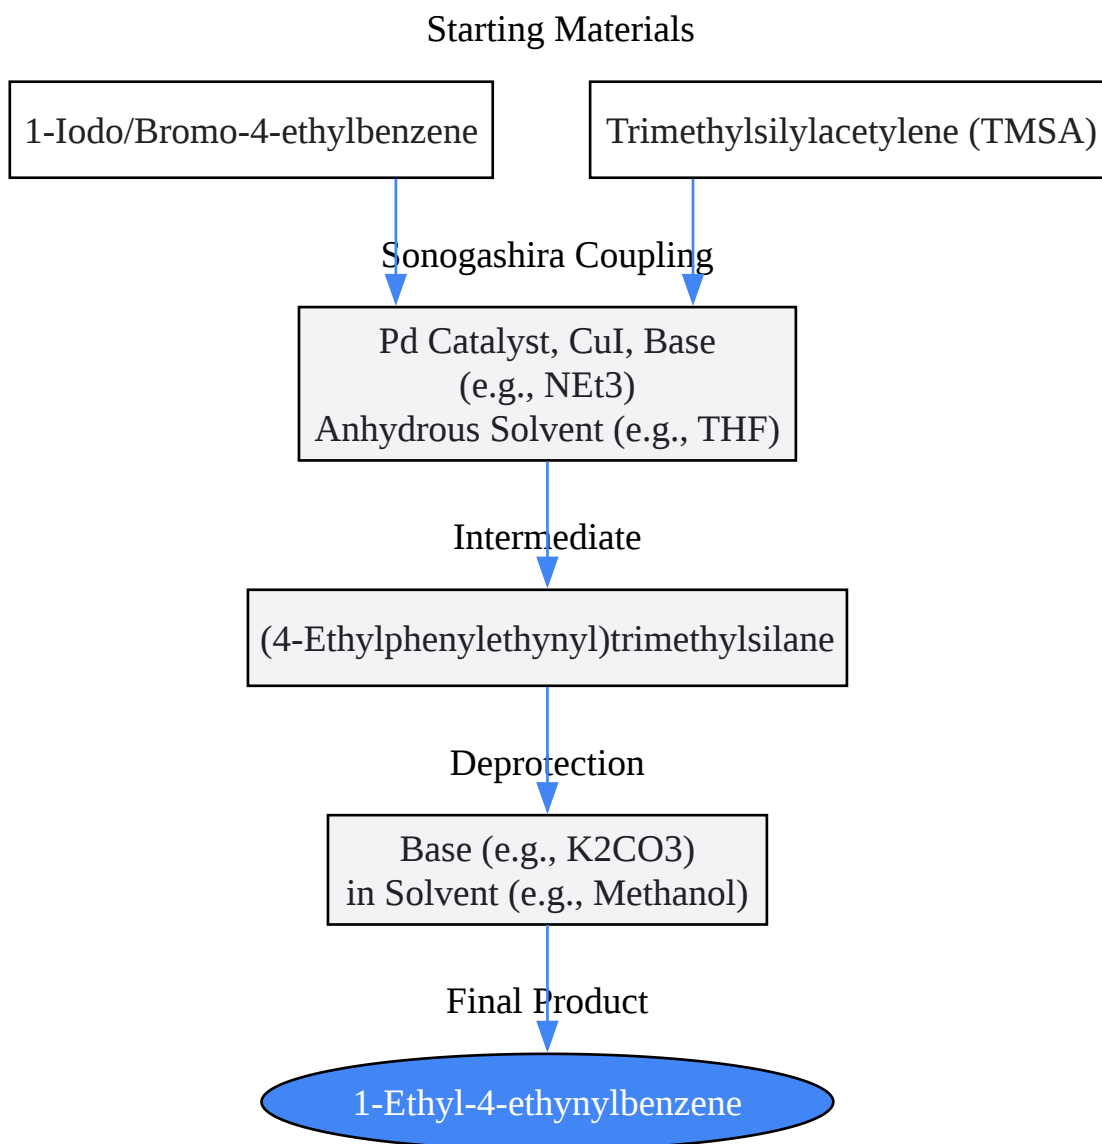 Starting Materials
1-Iodo/Bromo-4-ethylbenzene
Trimethylsilylacetylene (TMSA)
Sonogashira Coupling
Pd Catalyst, CuI, Base
(e.g., NEt3)
Anhydrous Solvent (e.g., THF)
Intermediate
(4-Ethylphenylethynyl)trimethylsilane
Deprotection
Base (e.g., K2CO3)
in Solvent (e.g., Methanol)
Final Product
1-Ethyl-4-ethynylbenzene